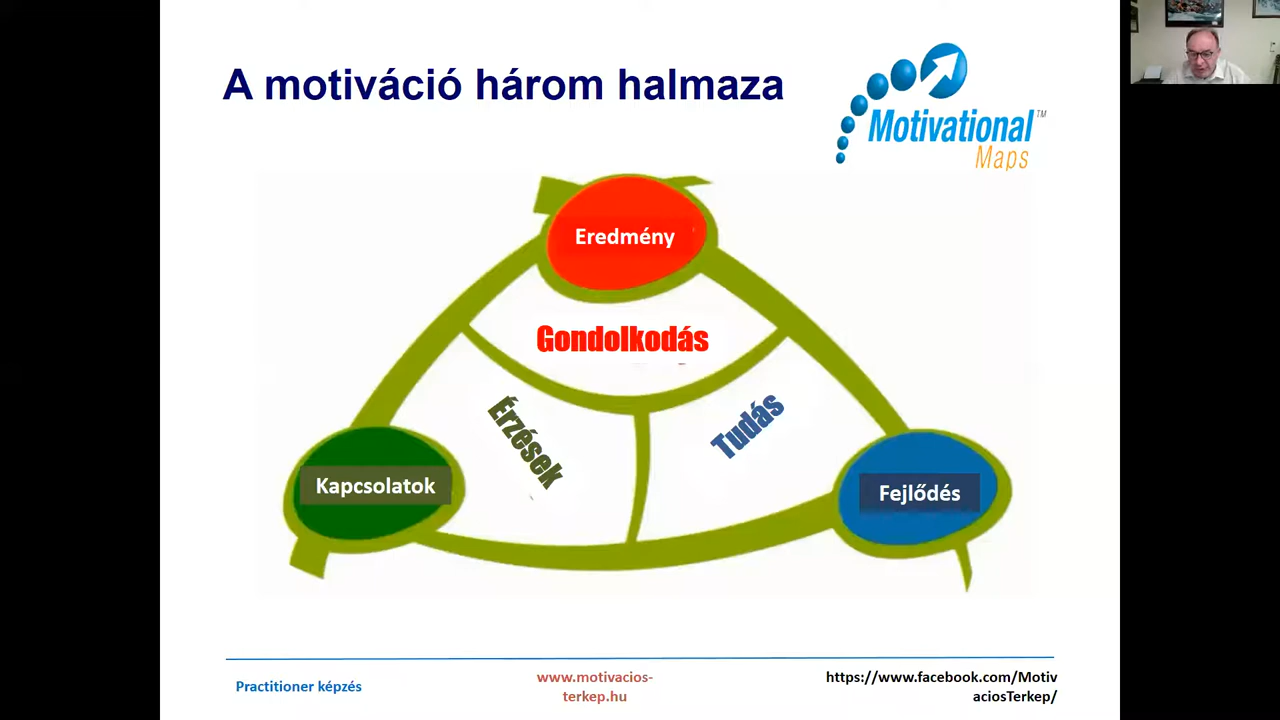 A motiváció három halmaza
Motivational™
Maps
Eredmény
Gondolkodás
Érzések
Tudás
Kapcsolatok
Fejlődés
Practitioner képzés
www.motivacios-
terkep.hu
https://www.facebook.com/Motiv
aciosTerkep/